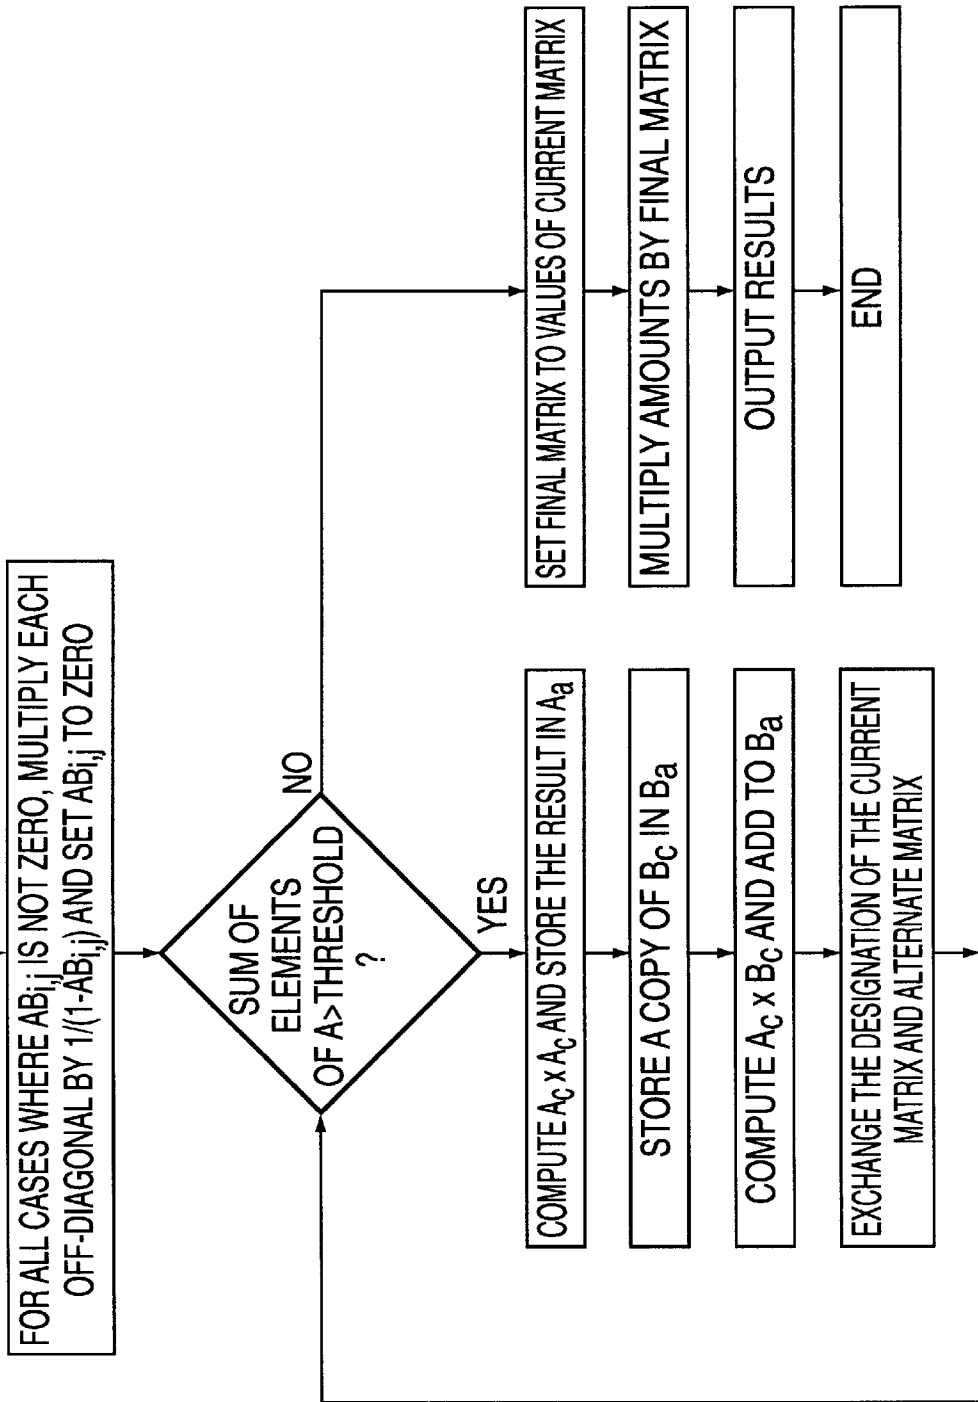 FOR ALL CASES WHERE ABi,j IS NOT ZERO, MULTIPLY EACH
OFF-DIAGONAL BY 1/(1-ABi,j) AND SET ABi,j TO ZERO
SUM OF
ELEMENTS
OF A>THRESHOLD
?
NO
YES
COMPUTE Ac x Ac AND STORE THE RESULT IN Aa
STORE A COPY OF Bc IN Ba
COMPUTE Ac x Bc AND ADD TO Ba
EXCHANGE THE DESIGNATION OF THE CURRENT
MATRIX AND ALTERNATE MATRIX
SET FINAL MATRIX TO VALUES OF CURRENT MATRIX
MULTIPLY AMOUNTS BY FINAL MATRIX
OUTPUT RESULTS
END